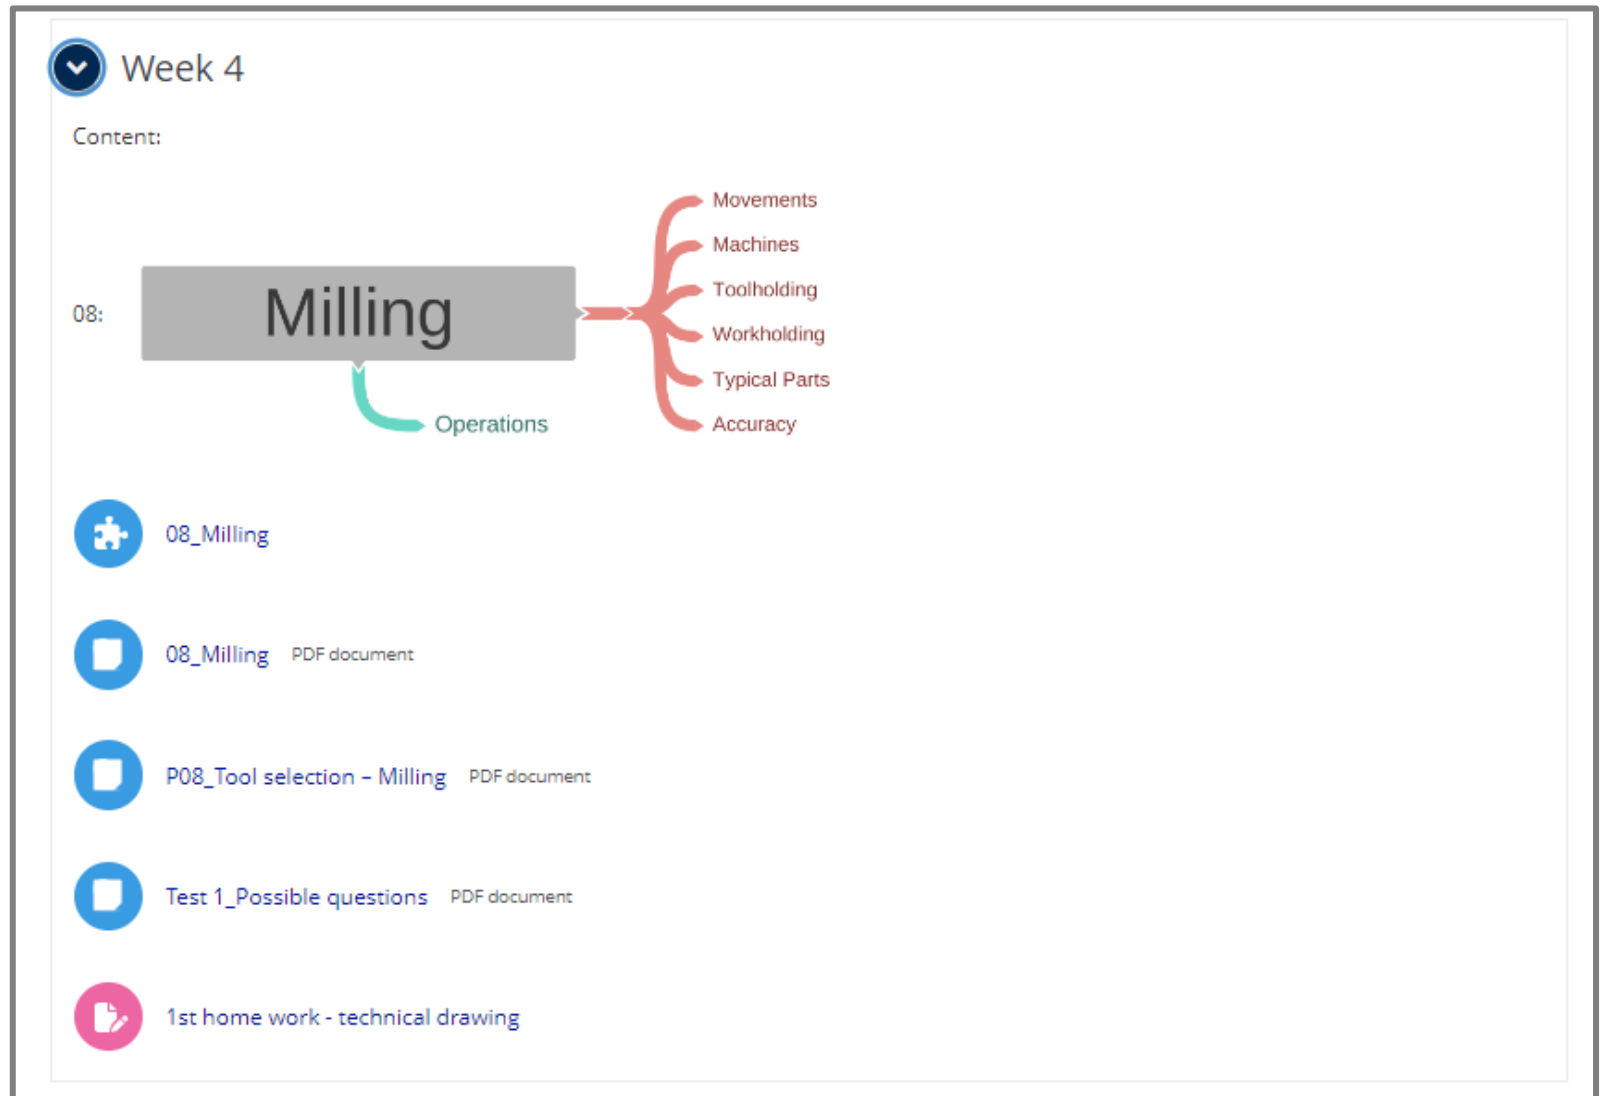 Week 4
Content:
Movements
Machines
Toolholding
08:
Milling
Workholding
Typical Parts
Operations
Accuracy
08_Milling
08_Milling PDF document
P08_Tool selection – Milling PDF document
Test 1_Possible questions PDF document
1st home work - technical drawing